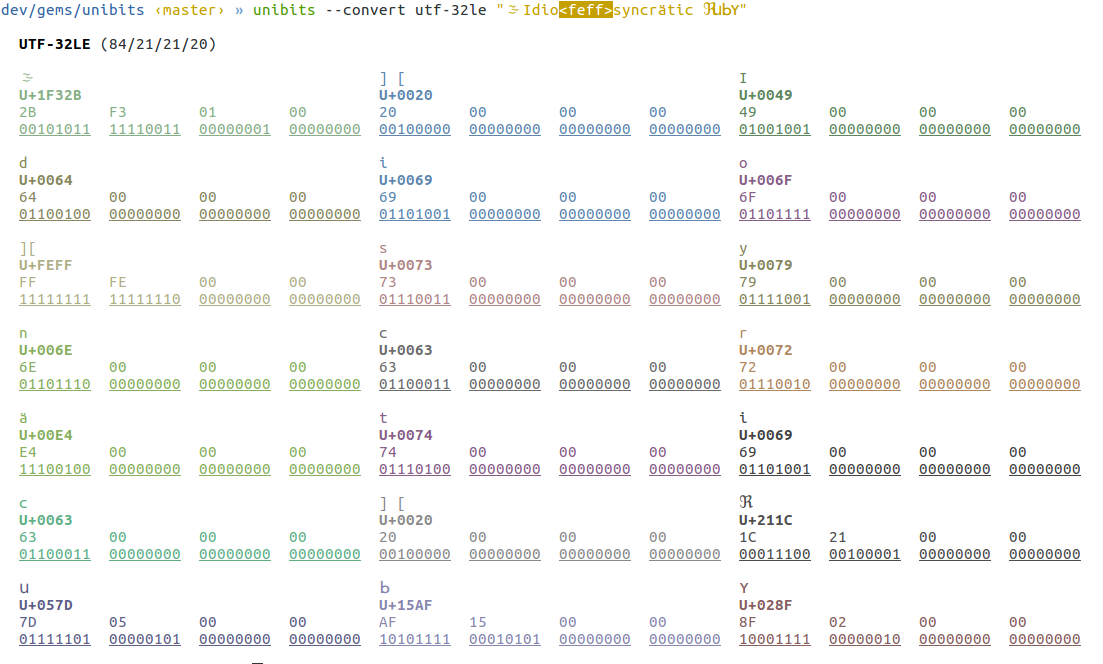 dev/gems/unibits ‹master› » unibits --convert utf-32le "🌫 Idio<feff>syncrätic ℜսᖯʏ"
UTF-32LE (84/21/21/20)
🌫 ] [ I
U+1F32B U+0020 U+0049
2B F3 01 00 20 00 00 00 49 00 00 00
00101011 11110011 00000001 00000000 00100000 00000000 00000000 00000000 01001001 00000000 00000000 00000000
d i o
U+0064 U+0069 U+006F
64 00 00 00 69 00 00 00 6F 00 00 00
01100100 00000000 00000000 00000000 01101001 00000000 00000000 00000000 01101111 00000000 00000000 00000000
][ s y
U+FEFF U+0073 U+0079
FF FE 00 00 73 00 00 00 79 00 00 00
11111111 11111110 00000000 00000000 01110011 00000000 00000000 00000000 01111001 00000000 00000000 00000000
n c r
U+006E U+0063 U+0072
6E 00 00 00 63 00 00 00 72 00 00 00
01101110 00000000 00000000 00000000 01100011 00000000 00000000 00000000 01110010 00000000 00000000 00000000
ä t i
U+00E4 U+0074 U+0069
E4 00 00 00 74 00 00 00 69 00 00 00
11100100 00000000 00000000 00000000 01110100 00000000 00000000 00000000 01101001 00000000 00000000 00000000
c ] [ ℜ
U+0063 U+0020 U+211C
63 00 00 00 20 00 00 00 1C 21 00 00
01100011 00000000 00000000 00000000 00100000 00000000 00000000 00000000 00011100 00100001 00000000 00000000
ս ᖯ ʏ
U+057D U+15AF U+028F
7D 05 00 00 AF 15 00 00 8F 02 00 00
01111101 00000101 00000000 00000000 10101111 00010101 00000000 00000000 10001111 00000010 00000000 00000000